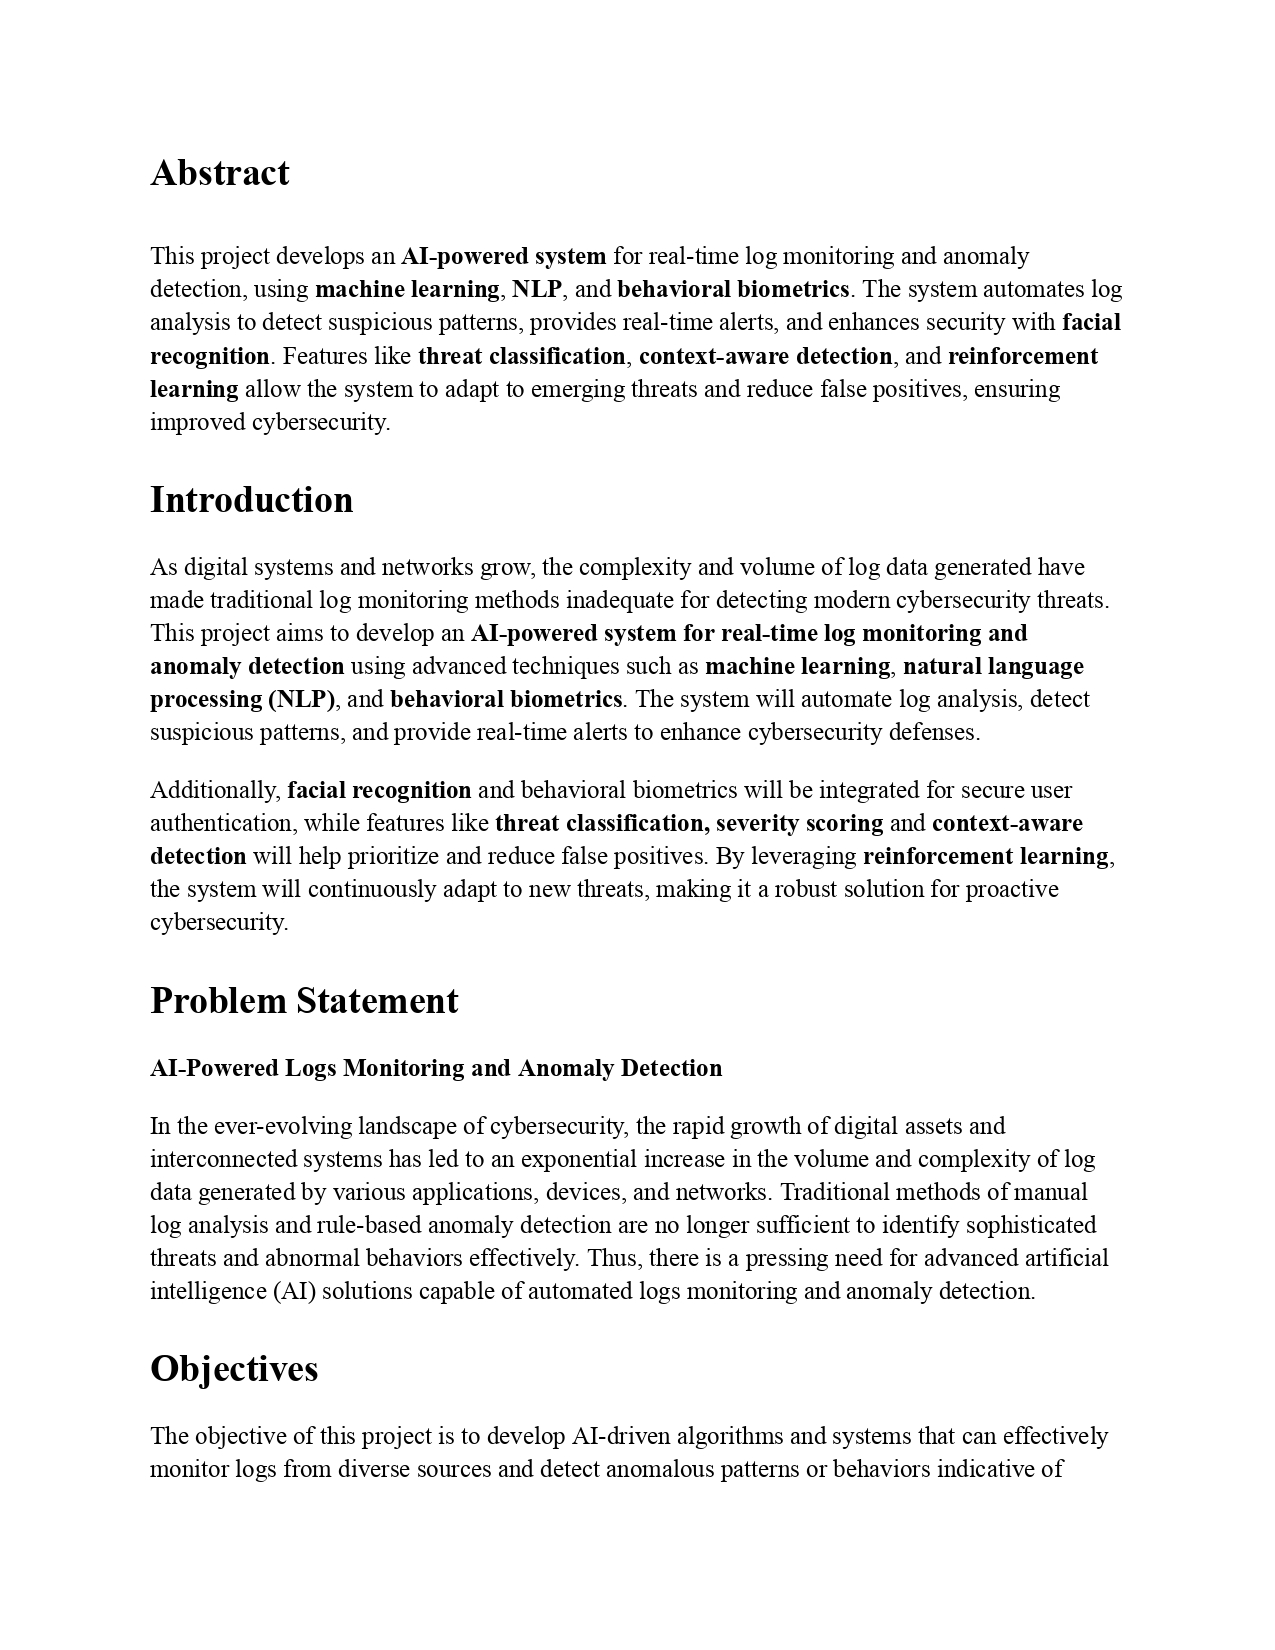 Abstract
This project develops an AI-powered system for real-time log monitoring and anomaly
detection, using machine learning, NLP, and behavioral biometrics. The system automates log
analysis to detect suspicious patterns, provides real-time alerts, and enhances security with facial
recognition. Features like threat classification, context-aware detection, and reinforcement
learning allow the system to adapt to emerging threats and reduce false positives, ensuring
improved cybersecurity.
Introduction
As digital systems and networks grow, the complexity and volume of log data generated have
made traditional log monitoring methods inadequate for detecting modern cybersecurity threats.
This project aims to develop an AI-powered system for real-time log monitoring and
anomaly detection using advanced techniques such as machine learning, natural language
processing (NLP), and behavioral biometrics. The system will automate log analysis, detect
suspicious patterns, and provide real-time alerts to enhance cybersecurity defenses.
Additionally, facial recognition and behavioral biometrics will be integrated for secure user
authentication, while features like threat classification, severity scoring and context-aware
detection will help prioritize and reduce false positives. By leveraging reinforcement learning,
the system will continuously adapt to new threats, making it a robust solution for proactive
cybersecurity.
Problem Statement
AI-Powered Logs Monitoring and Anomaly Detection
In the ever-evolving landscape of cybersecurity, the rapid growth of digital assets and
interconnected systems has led to an exponential increase in the volume and complexity of log
data generated by various applications, devices, and networks. Traditional methods of manual
log analysis and rule-based anomaly detection are no longer sufficient to identify sophisticated
threats and abnormal behaviors effectively. Thus, there is a pressing need for advanced artificial
intelligence (AI) solutions capable of automated logs monitoring and anomaly detection.
Objectives
The objective of this project is to develop AI-driven algorithms and systems that can effectively
monitor logs from diverse sources and detect anomalous patterns or behaviors indicative of